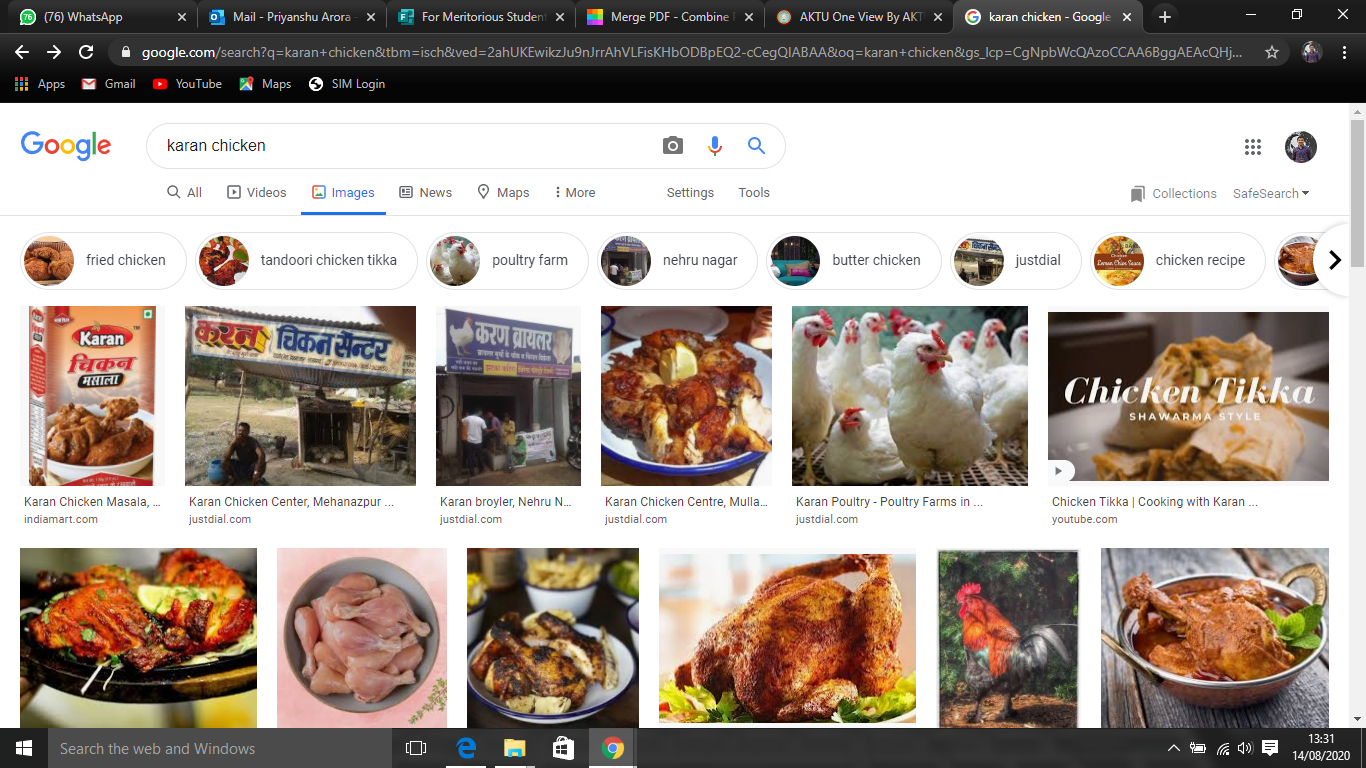 (76) WhatsApp
Mail - Priyanshu Arora -
For Meritorious Student
Merge PDF - Combine
AKTU One View By AKT
karan chicken - Google
google.com/search?q=karan+chicken&tbm=isch&ved=2ahUKEwikzJu9nJrrAhVLFisKHbODBpEQ2-cCegQIABAA&oq=karan+chicken&gs_lcp=CgNpbWcQAzoCCAA6BggAEAcQHj...
Apps
Gmail
YouTube
Maps
SIM Login
Google
karan chicken
All
Videos
Images
News
Maps
More
Settings
Tools
Collections
SafeSearch
fried chicken
tandoori chicken tikka
poultry farm
nehru nagar
butter chicken
justdial
chicken recipe
Karan
चिकन
मसाला
करन चिकन सेन्टर
करण ब्रायलर
Chicken Tikka
SHAWARMA STYLE
Karan Chicken Masala, ...
indiamart.com
Karan Chicken Center, Mehanazpur ...
justdial.com
Karan broyler, Nehru N...
justdial.com
Karan Chicken Centre, Mulla...
justdial.com
Karan Poultry - Poultry Farms in ...
justdial.com
Chicken Tikka | Cooking with Karan ...
youtube.com
Search the web and Windows
13:31
14/08/2020